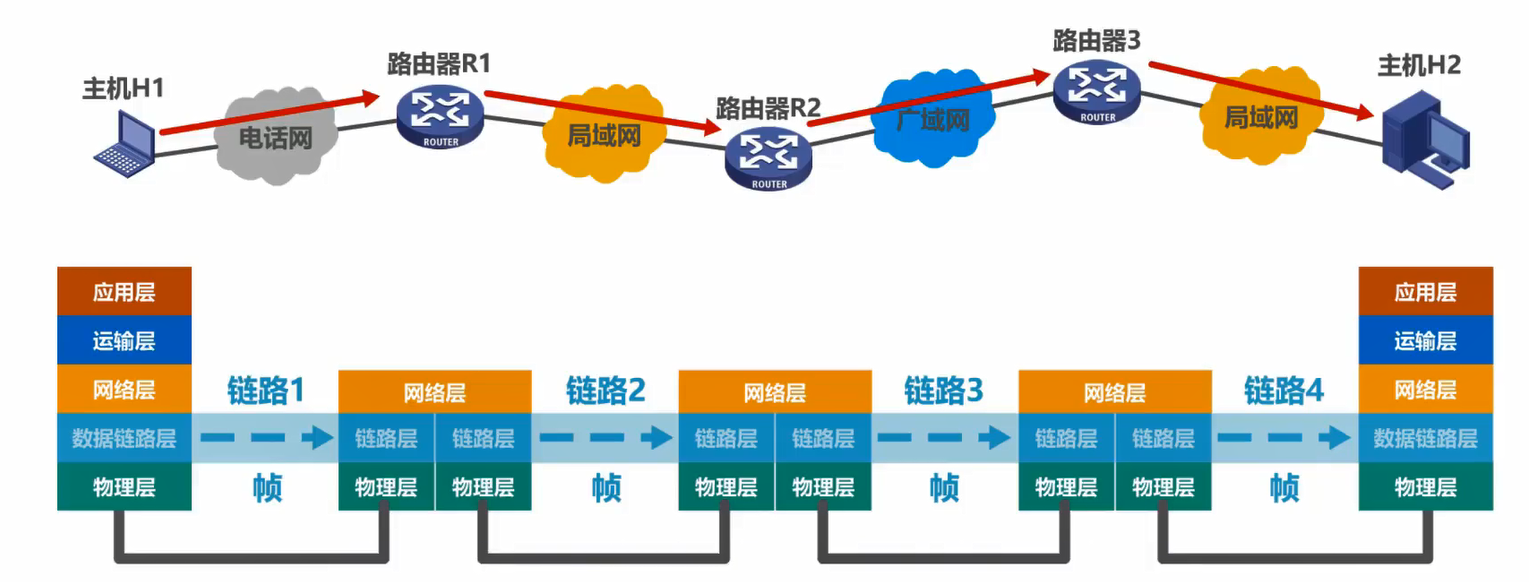 主机H1
路由器R1
路由器R2
路由器3
主机H2
电话网
局域网
广域网
局域网
ROUTER
ROUTER
ROUTER
应用层
运输层
网络层
数据链路层
物理层
链路1
帧
网络层
链路层 链路层
物理层 物理层
链路2
帧
网络层
链路层 链路层
物理层 物理层
链路3
帧
网络层
链路层 链路层
物理层 物理层
链路4
帧
应用层
运输层
网络层
数据链路层
物理层